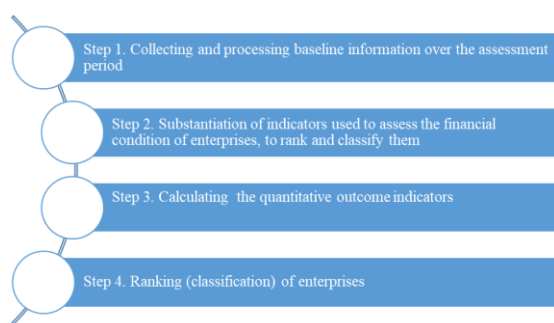 Step 1. Collecting and processing baseline information over the assessment
period
Step 2. Substantiation of indicators used to assess the financial
condition of enterprises, to rank and classify them
Step 3. Calculating the quantitative outcome indicators
Step 4. Ranking (classification) of enterprises